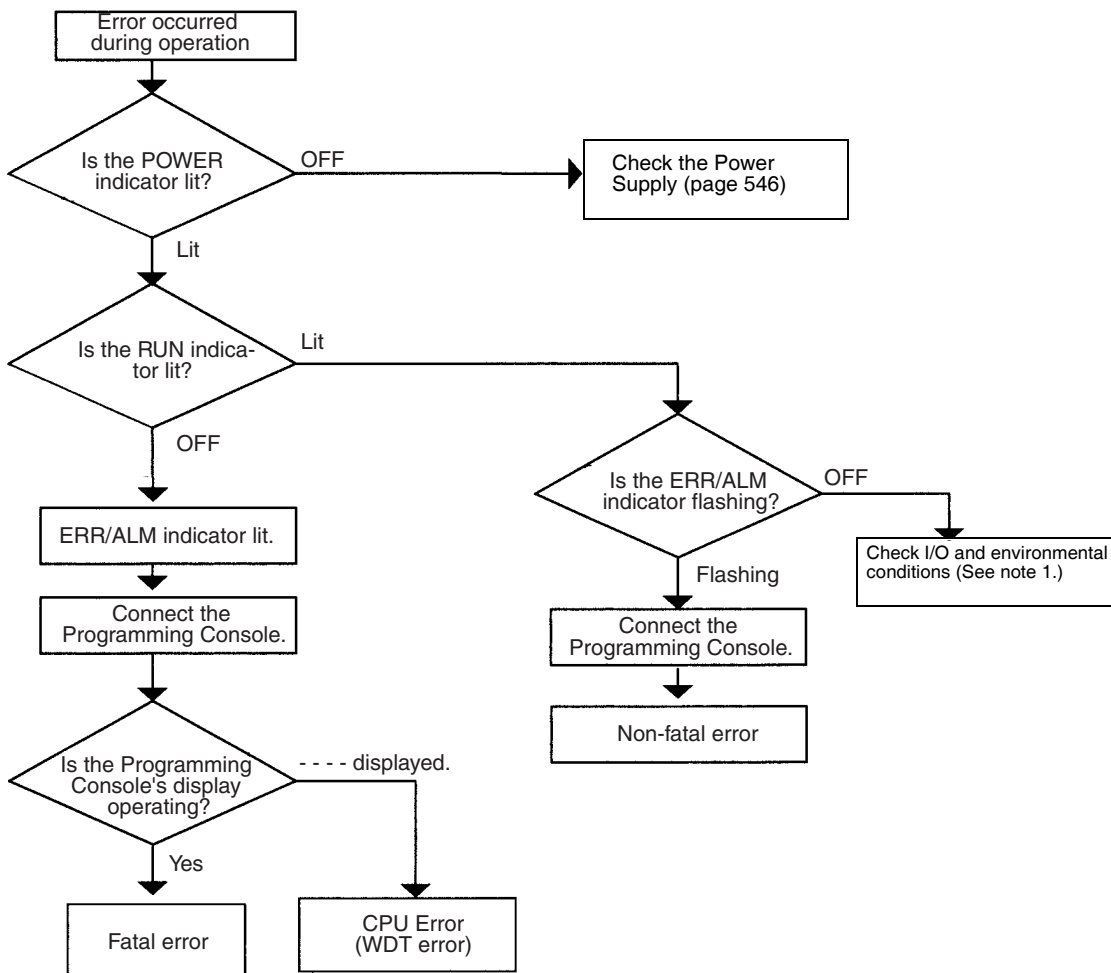 Error occurred
during operation
Is the POWER
indicator lit?
OFF
Check the Power
Supply (page 546)
Lit
Is the RUN indica-
tor lit?
Lit
OFF
Is the ERR/ALM
indicator flashing?
OFF
ERR/ALM indicator lit.
Check I/O and environmental
conditions (See note 1.)
Flashing
Connect the
Programming Console.
Connect the
Programming Console.
Non-fatal error
Is the Programming
Console's display
operating?
- - - - displayed.
Yes
Fatal error
CPU Error
(WDT error)